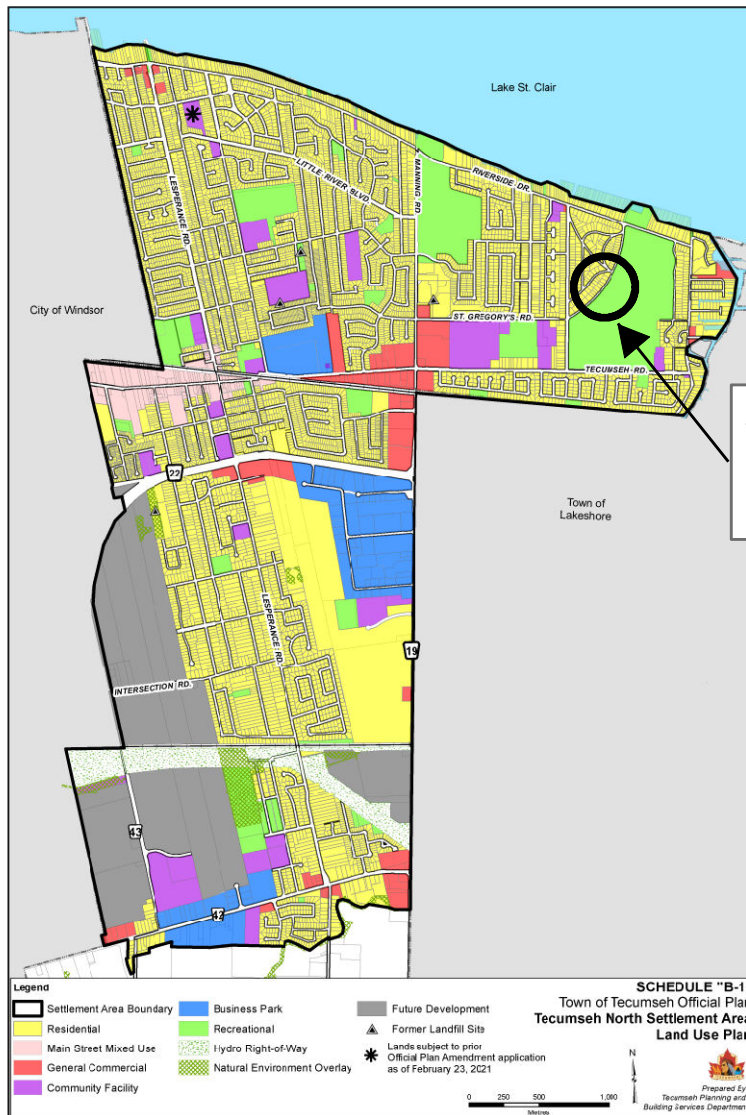 Lake St. Clair
RIVERSIDE DR.
MANNING RD.
LITTLE RIVER BLVD.
LESPERANCE RD.
City of Windsor
ST. GREGORY'S RD.
TECUMSEH RD.
22
Town of
Lakeshore
LESPERANCE RD.
19
INTERSECTION RD.
43
42
Legend
Settlement Area Boundary
Residential
Main Street Mixed Use
General Commercial
Community Facility
Business Park
Recreational
Hydro Right-of-Way
Natural Environment Overlay
Future Development
Former Landfill Site
Lands subject to prior
Official Plan Amendment application
as of February 23, 2021
SCHEDULE "B-1
Town of Tecumseh Official Plan
Tecumseh North Settlement Area
Land Use Plan
N
0 250 500 1,000
Metres
Prepared By
Tecumseh Planning and
Building Services Department